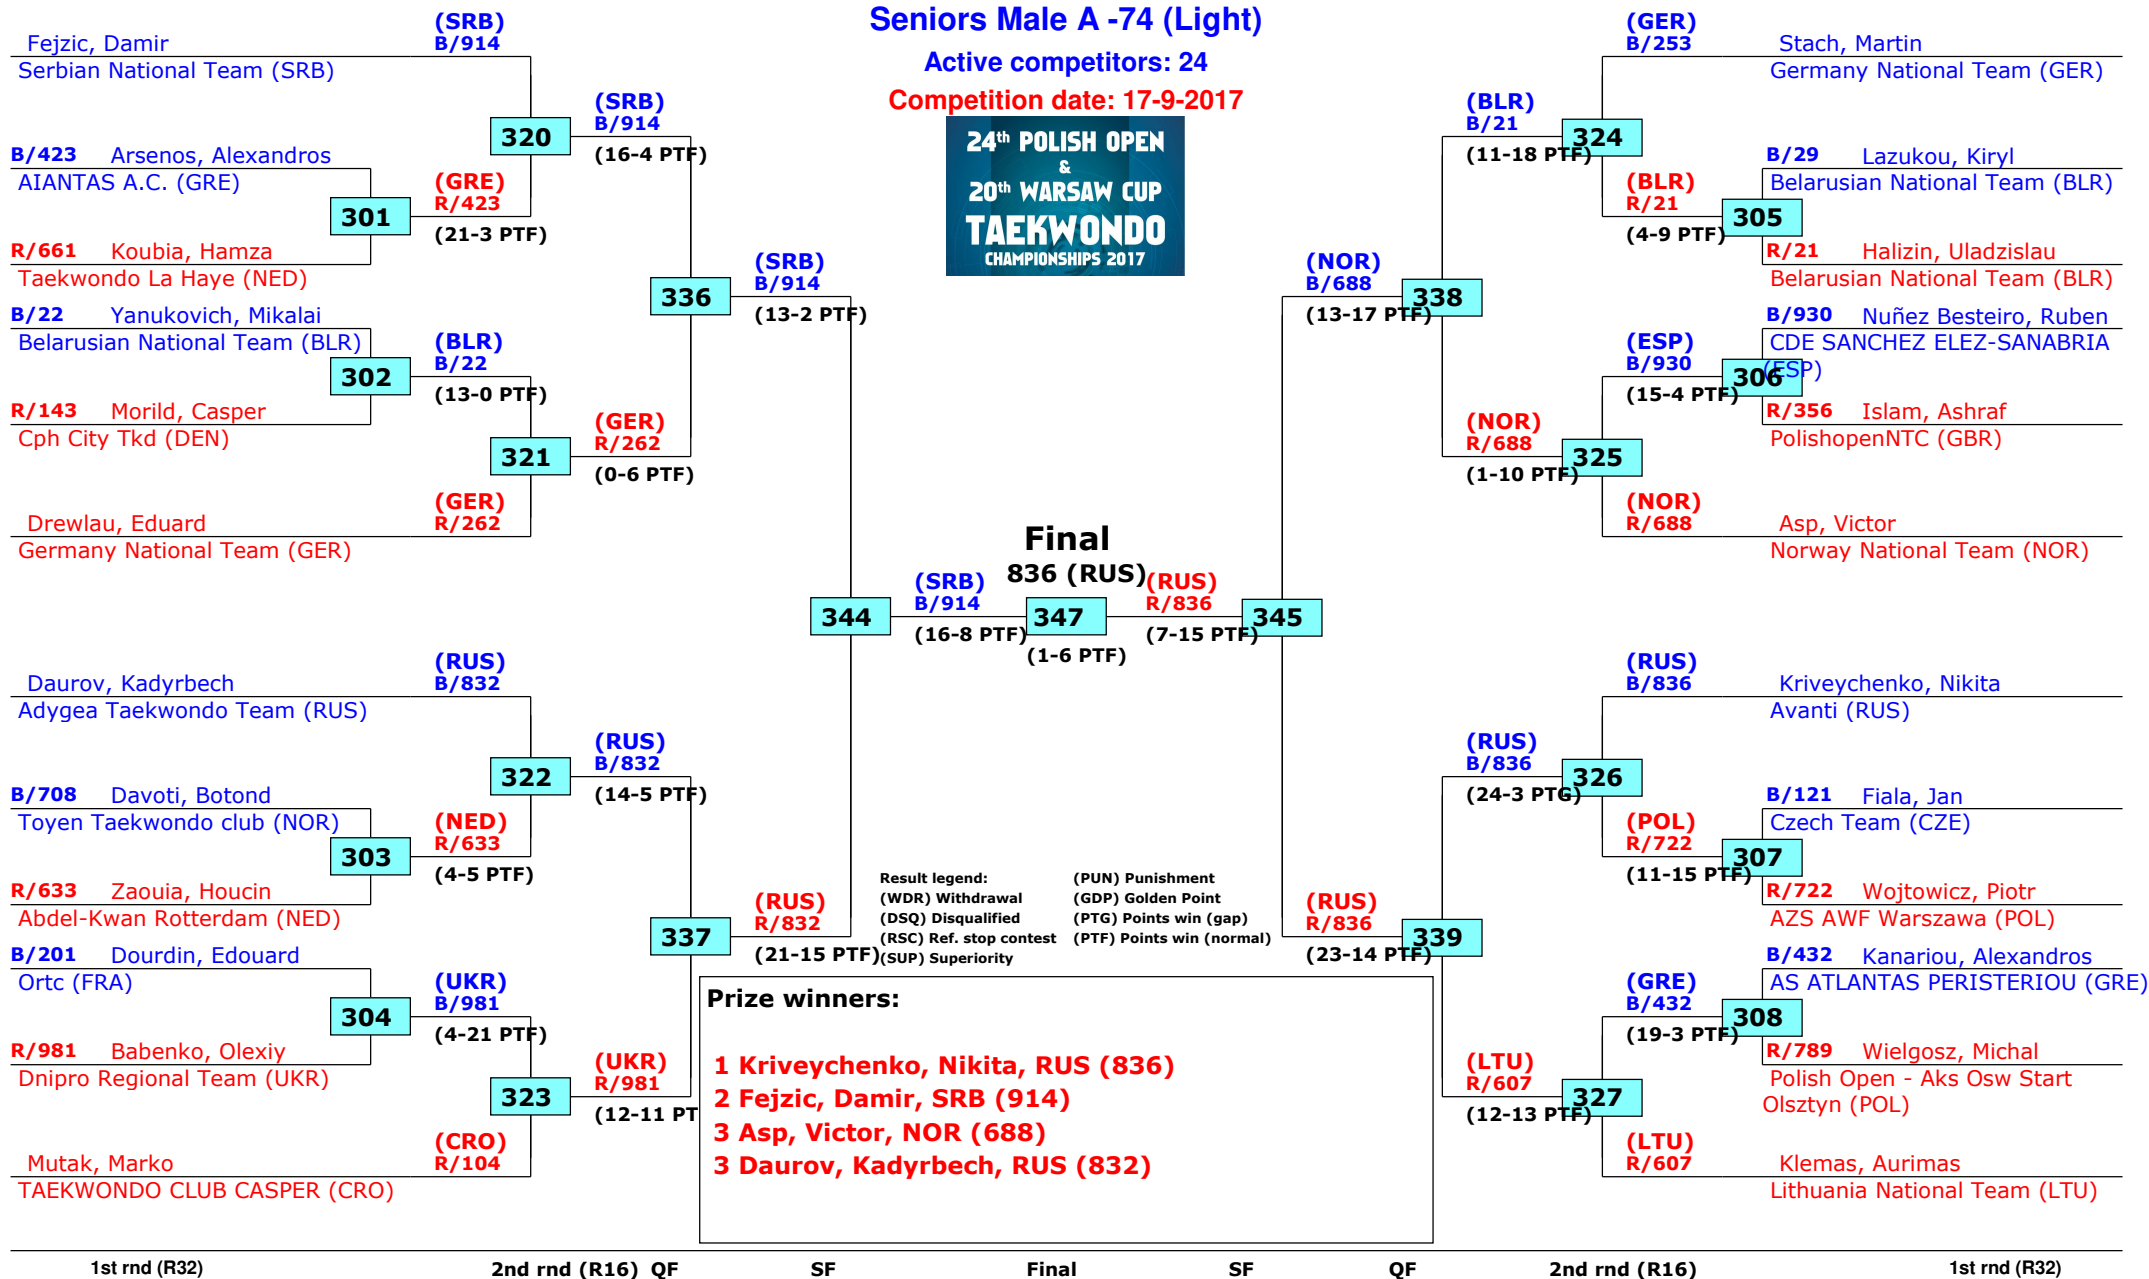 Seniors Male A -74 (Light)
Active competitors: 24
Competition date: 17-9-2017
24th POLISH OPEN
&
20th WARSAW CUP
TAEKWONDO
CHAMPIONSHIPS 2017
Fejzic, Damir
Serbian National Team (SRB)
(SRB)
B/914
B/423 Arsenos, Alexandros
AIANTAS A.C. (GRE)
301
R/661 Koubia, Hamza
Taekwondo La Haye (NED)
(GRE)
R/423
(21-3 PTF)
320
(SRB)
B/914
(16-4 PTF)
B/22 Yanukovich, Mikalai
Belarusian National Team (BLR)
302
R/143 Morild, Casper
Cph City Tkd (DEN)
(BLR)
B/22
(13-0 PTF)
321
(GER)
R/262
(0-6 PTF)
Drewlau, Eduard
Germany National Team (GER)
(GER)
R/262
336
(SRB)
B/914
(13-2 PTF)
Daurov, Kadyrbech
Adygea Taekwondo Team (RUS)
(RUS)
B/832
B/708 Davoti, Botond
Toyen Taekwondo club (NOR)
303
R/633 Zaouia, Houcin
Abdel-Kwan Rotterdam (NED)
(NED)
R/633
(4-5 PTF)
322
(RUS)
B/832
(14-5 PTF)
B/201 Dourdin, Edouard
Ortc (FRA)
304
R/981 Babenko, Olexiy
Dnipro Regional Team (UKR)
(UKR)
B/981
(4-21 PTF)
323
(UKR)
R/981
(12-11 PT
Mutak, Marko
TAEKWONDO CLUB CASPER (CRO)
(CRO)
R/104
337
(RUS)
R/832
(21-15 PTF)
344
(SRB)
B/914
(16-8 PTF)
Final
836 (RUS)
347
(1-6 PTF)
(RUS)
R/836
(7-15 PTF)
345
(GER)
B/253
Stach, Martin
Germany National Team (GER)
(BLR)
B/21
(11-18 PTF)
324
(BLR)
R/21
(4-9 PTF)
305
B/29 Lazukou, Kiryl
Belarusian National Team (BLR)
R/21 Halizin, Uladzislau
Belarusian National Team (BLR)
(NOR)
B/688
(13-17 PTF)
338
B/930 Nuñez Besteiro, Ruben
CDE SANCHEZ ELEZ-SANABRIA
(ESP)
306
(ESP)
B/930
(15-4 PTF)
R/356 Islam, Ashraf
PolishopenNTC (GBR)
(NOR)
R/688
(1-10 PTF)
325
(NOR)
R/688
Asp, Victor
Norway National Team (NOR)
(RUS)
B/836
Kriveychenko, Nikita
Avanti (RUS)
(RUS)
B/836
(24-3 PTG)
326
(POL)
R/722
(11-15 PTF)
307
B/121 Fiala, Jan
Czech Team (CZE)
R/722 Wojtowicz, Piotr
AZS AWF Warszawa (POL)
(RUS)
R/836
(23-14 PTF)
339
B/432 Kanariou, Alexandros
AS ATLANTAS PERISTERIOU (GRE)
(GRE)
B/432
(19-3 PTF)
308
R/789 Wielgosz, Michal
Polish Open - Aks Osw Start
Olsztyn (POL)
(LTU)
R/607
(12-13 PTF)
327
(LTU)
R/607
Klemas, Aurimas
Lithuania National Team (LTU)
Result legend:
(WDR) Withdrawal
(DSQ) Disqualified
(RSC) Ref. stop contest
(SUP) Superiority
(PUN) Punishment
(GDP) Golden Point
(PTG) Points win (gap)
(PTF) Points win (normal)
Prize winners:
1 Kriveychenko, Nikita, RUS (836)
2 Fejzic, Damir, SRB (914)
3 Asp, Victor, NOR (688)
3 Daurov, Kadyrbech, RUS (832)
1st rnd (R32) 2nd rnd (R16) QF SF Final SF QF 2nd rnd (R16) 1st rnd (R32)